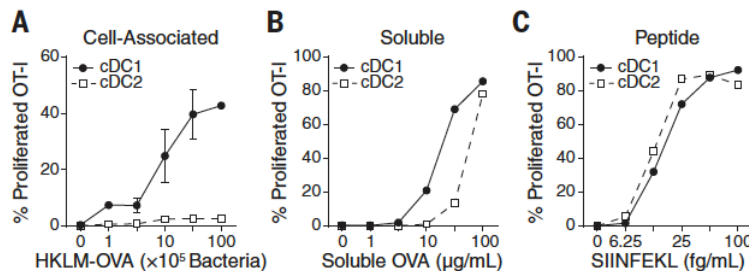 A
Cell-Associated
cDC1
cDC2
% Proliferated OT-I
60
40
20
0
0 1 10 100
HKLM-OVA (×10⁵ Bacteria)
B
Soluble
cDC1
cDC2
% Proliferated OT-I
100
80
60
40
20
0
0 1 10 100
Soluble OVA (μg/mL)
C
Peptide
cDC1
cDC2
% Proliferated OT-I
100
80
60
40
20
0
0 6.25 25 100
SIINFEKL (fg/mL)